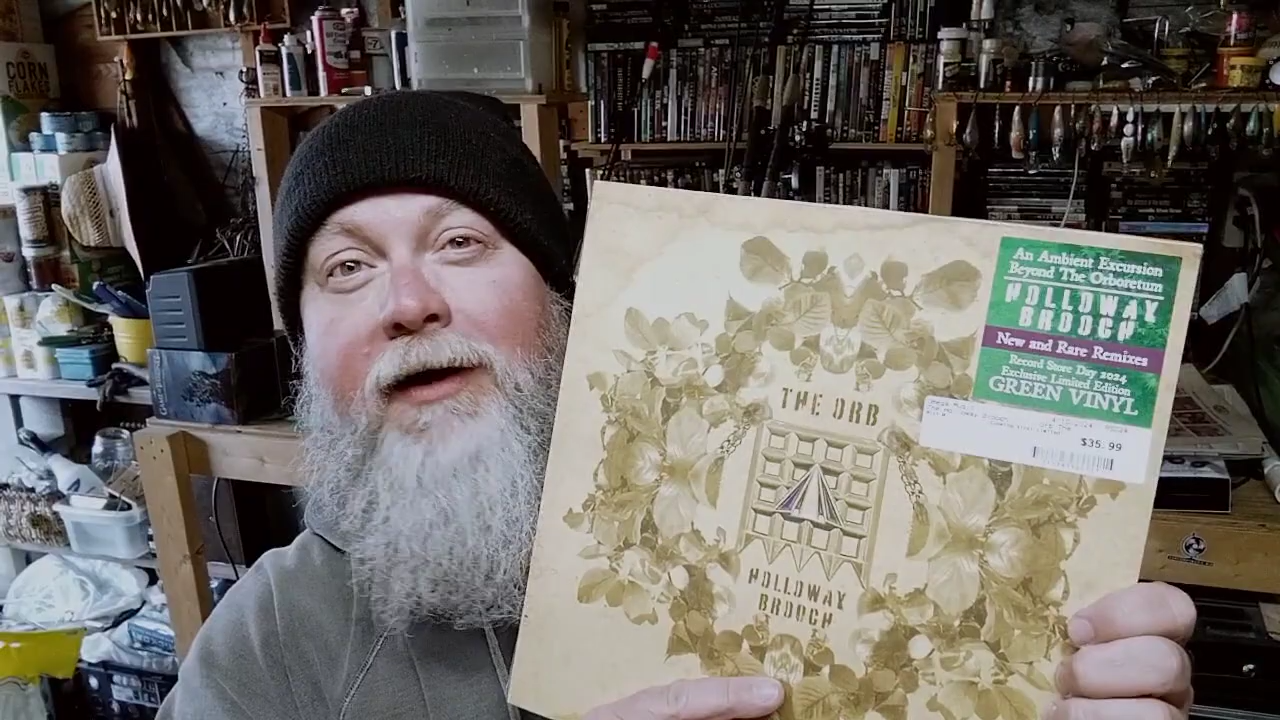 CORN
FLAKES
An Ambient Excursion
Beyond The Orboretum
HOLLOWAY
BROOCH
New and Rare Remixes
Record Store Day 2024
Exclusive Limited Edition
GREEN VINYL
$35.99
THE ORB
HOLLOWAY
BROOCH